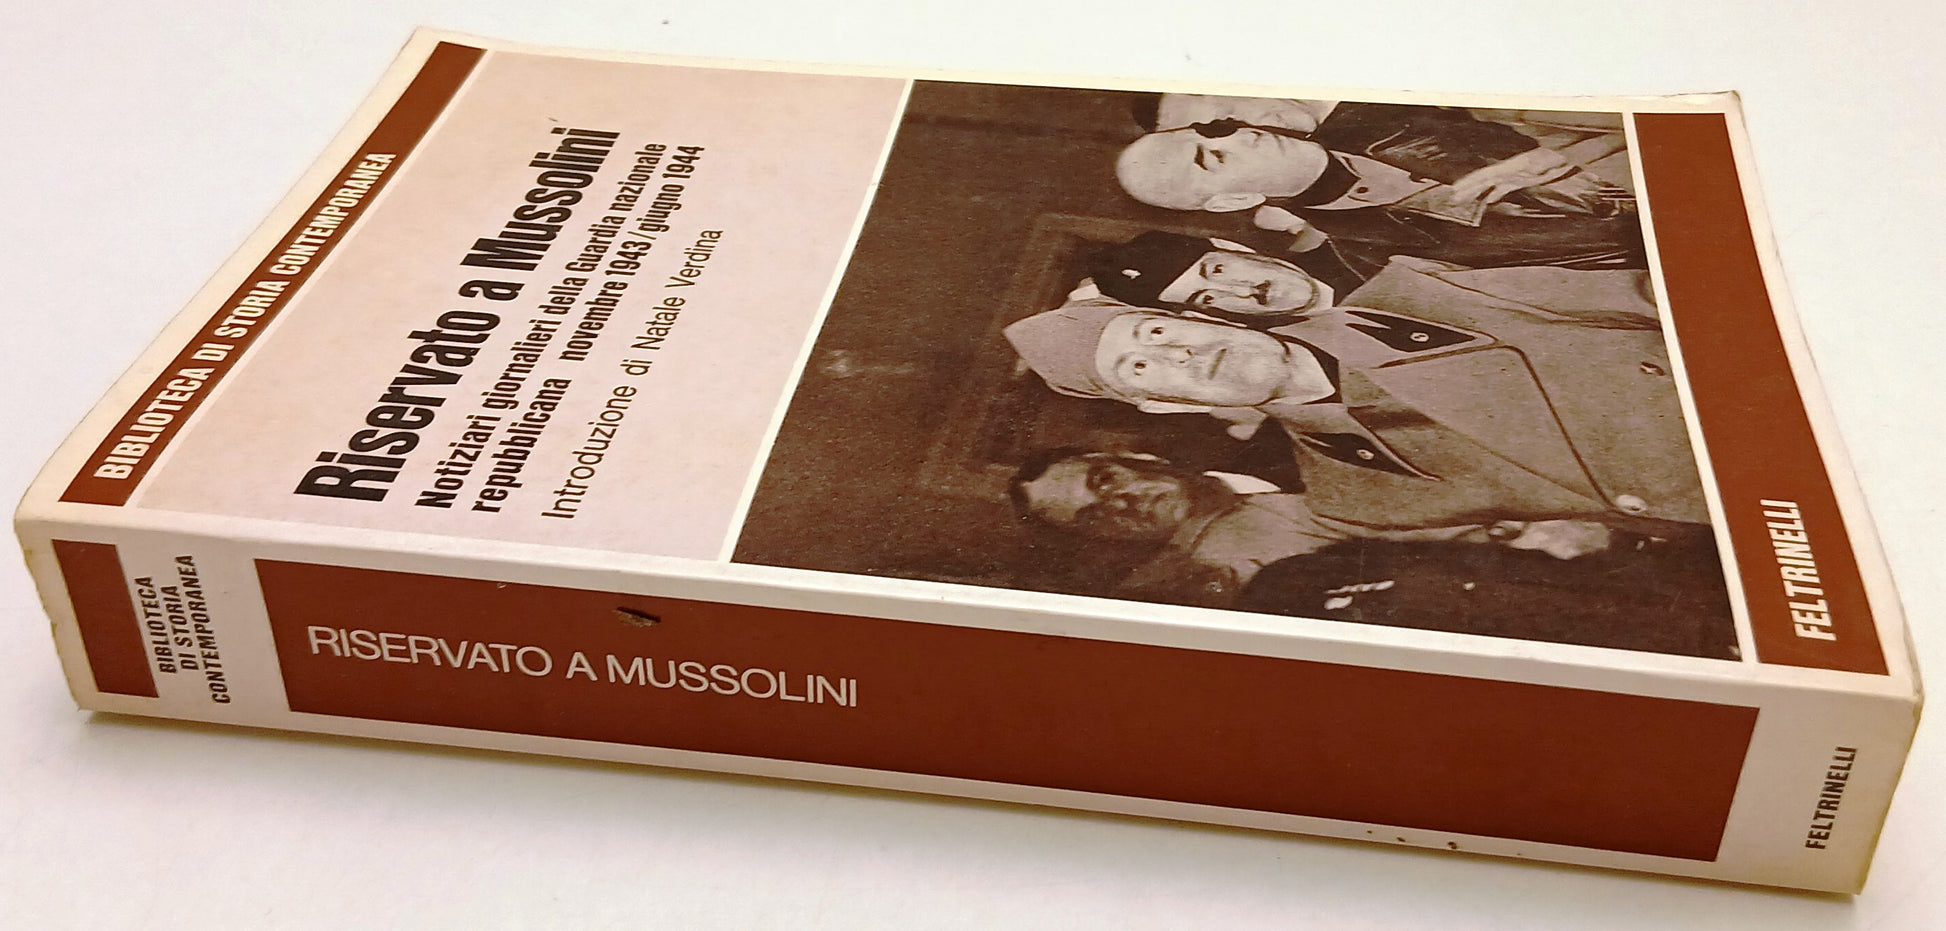 BIBLIOTECA DI STORIA CONTEMPORANEA
Riservato a Mussolini
Notiziari giornalieri della Guardia nazionale
repubblicana novembre 1943/giugno 1944
Introduzione di Natale Verdina
FELTRINELLI
BIBLIOTECA
DI STORIA
CONTEMPORANEA
RISERVATO A MUSSOLINI
FELTRINELLI